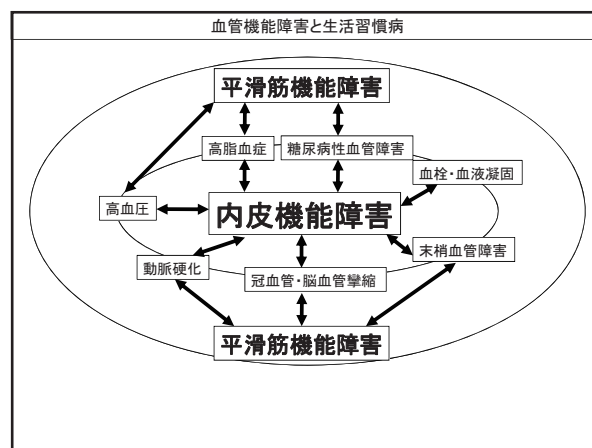 血管機能障害と生活習慣病
平滑筋機能障害
高脂血症
糖尿病性血管障害
血栓・血液凝固
高血圧
内皮機能障害
動脈硬化
冠血管・脳血管攣縮
末梢血管障害
平滑筋機能障害